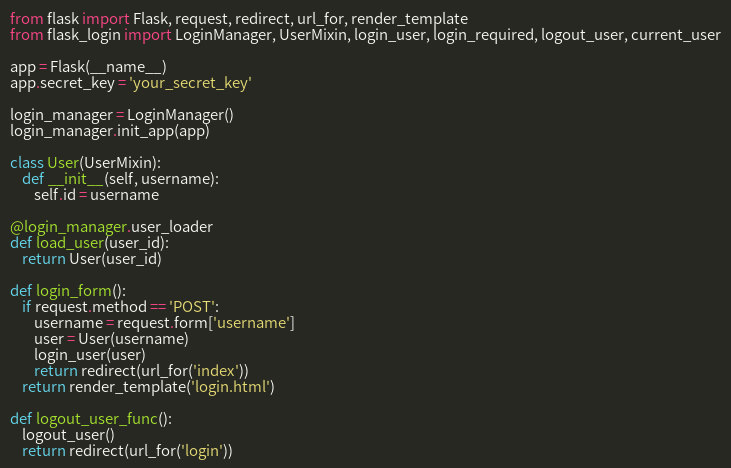 from flask import Flask, request, redirect, url_for, render_template
from flask_login import LoginManager, UserMixin, login_user, login_required, logout_user, current_user

app = Flask(__name__)
app.secret_key = 'your_secret_key'

login_manager = LoginManager()
login_manager.init_app(app)

class User(UserMixin):
    def __init__(self, username):
        self.id = username

@login_manager.user_loader
def load_user(user_id):
    return User(user_id)

def login_form():
    if request.method == 'POST':
        username = request.form['username']
        user = User(username)
        login_user(user)
        return redirect(url_for('index'))
    return render_template('login.html')

def logout_user_func():
    logout_user()
    return redirect(url_for('login'))